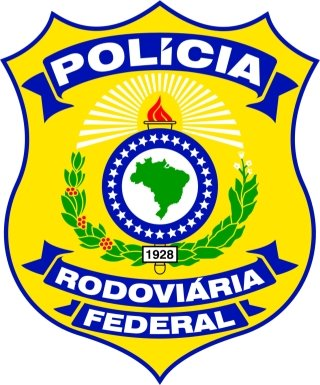 POLÍCIA
1928
RODOVIÁRIA
FEDERAL